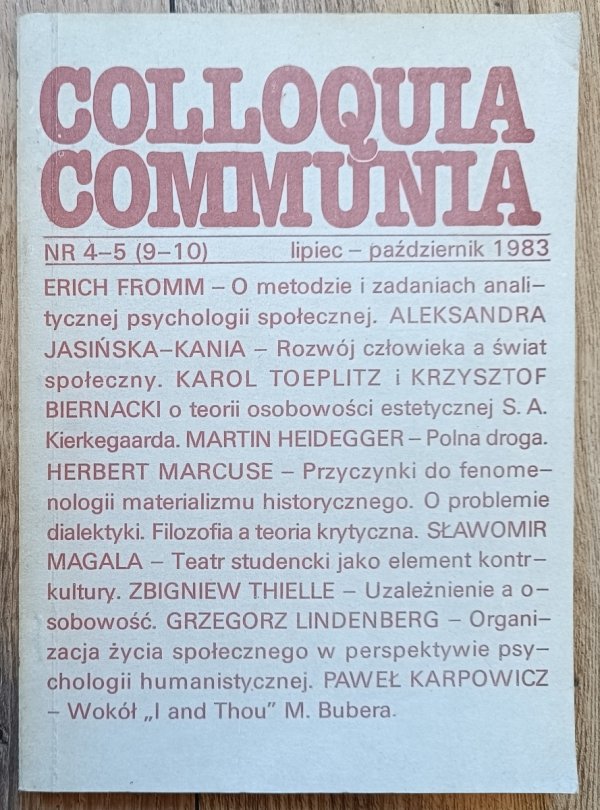 COLLOQUIA
COMMUNIA
NR 4–5 (9–10) lipiec – październik 1983
ERICH FROMM – O metodzie i zadaniach anali–
tycznej psychologii społecznej. ALEKSANDRA
JASIŃSKA–KANIA – Rozwój człowieka a świat
społeczny. KAROL TOEPLITZ i KRZYSZTOF
BIERNACKI o teorii osobowości estetycznej S. A.
Kierkegaarda. MARTIN HEIDEGGER – Polna droga.
HERBERT MARCUSE – Przyczynki do fenome–
nologii materializmu historycznego. O problemie
dialektyki. Filozofia a teoria krytyczna. SŁAWOMIR
MAGALA – Teatr studencki jako element kontr–
kultury. ZBIGNIEW THIELLE – Uzależnienie a o–
sobowość. GRZEGORZ LINDENBERG – Organi–
zacja życia społecznego w perspektywie psy–
chologii humanistycznej. PAWEŁ KARPOWICZ
– Wokół „I and Thou" M. Bubera.